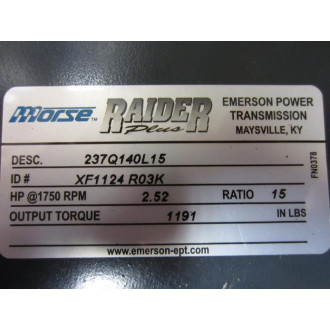 morse™ RAIDER Plus
EMERSON POWER
TRANSMISSION
MAYSVILLE, KY
DESC. 237Q140L15
ID # XF1124 R03K
HP @1750 RPM 2.52 RATIO 15
OUTPUT TORQUE 1191 IN LBS
www.emerson-ept.com
FN0378